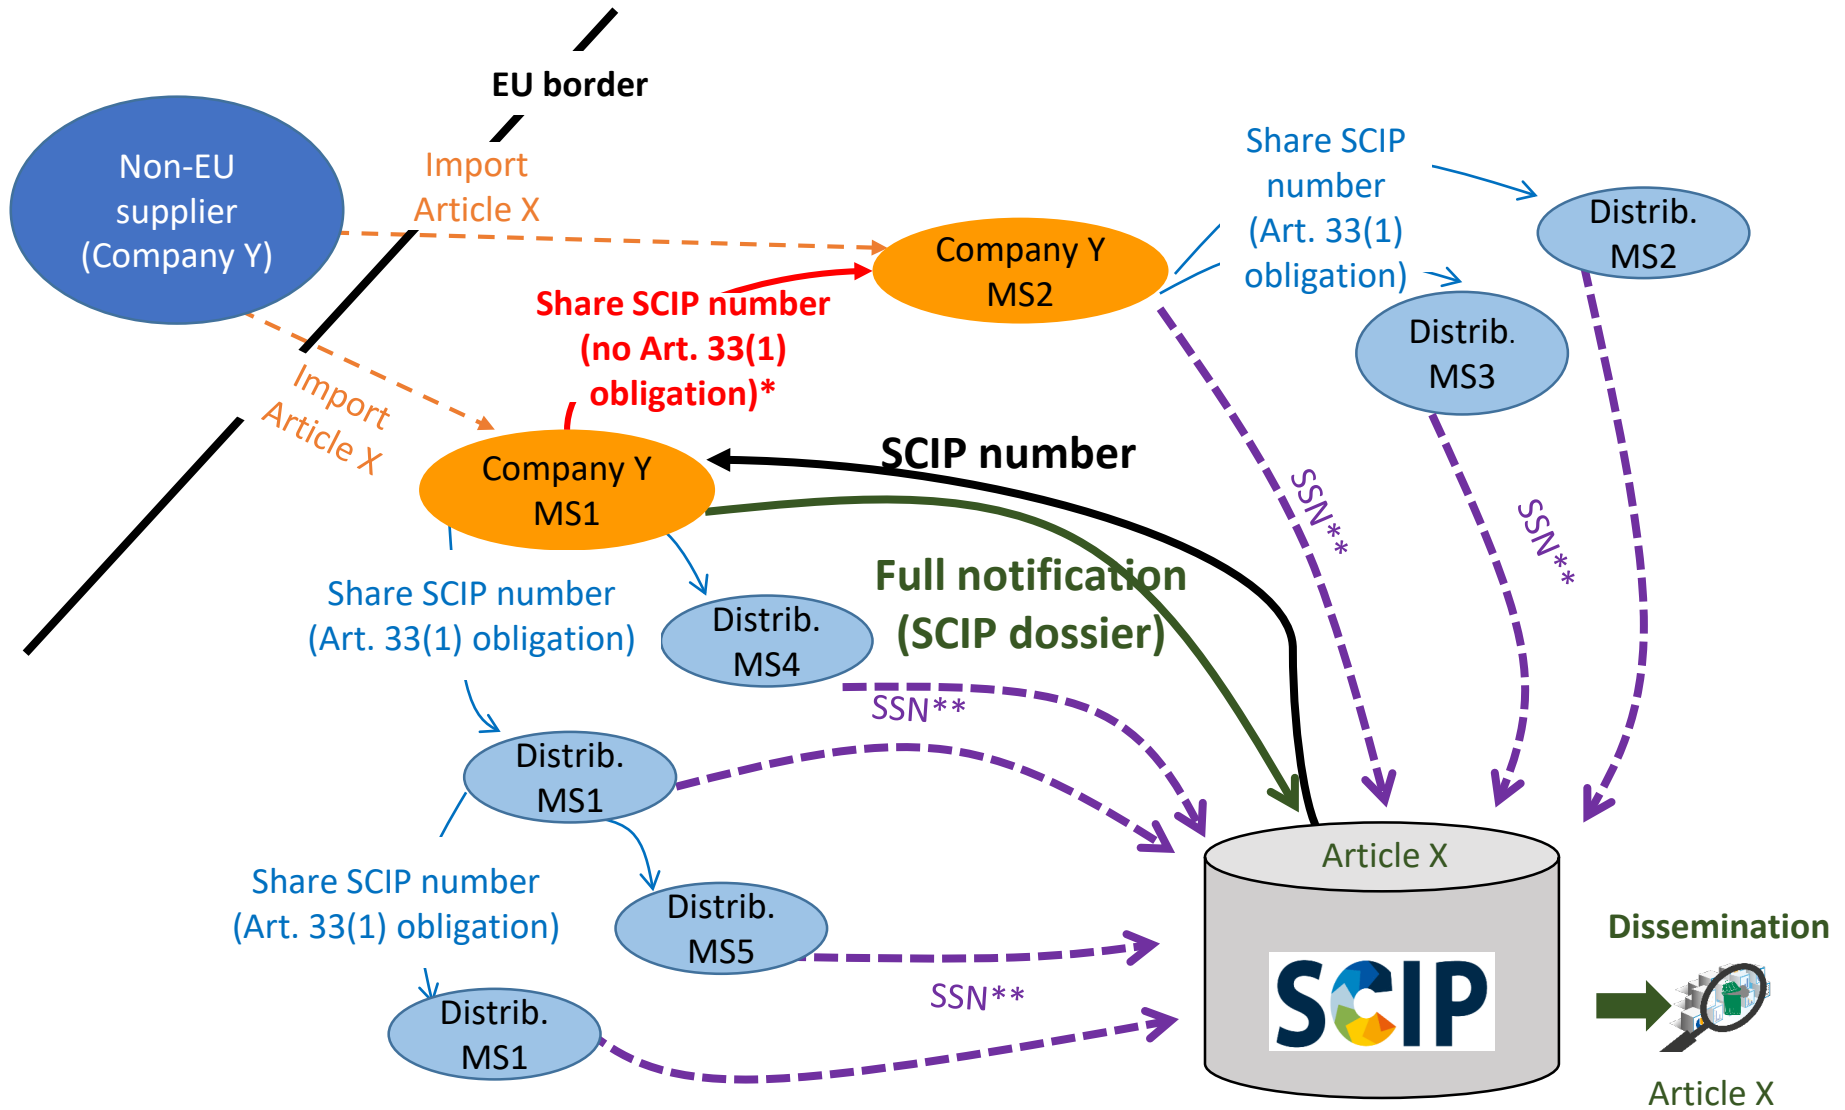 EU border
Non-EU
supplier
(Company Y)
Import
Article X
Import
Article X
Share SCIP number
(no Art. 33(1)
obligation)*
Company Y
MS2
Share SCIP
number
(Art. 33(1)
obligation)
Distrib.
MS2
Distrib.
MS3
Company Y
MS1
SCIP number
Full notification
(SCIP dossier)
SSN**
SSN**
Share SCIP number
(Art. 33(1) obligation)
Distrib.
MS4
SSN**
Distrib.
MS1
Share SCIP number
(Art. 33(1) obligation)
Distrib.
MS5
SSN**
Distrib.
MS1
Article X
SCIP
Dissemination
Article X